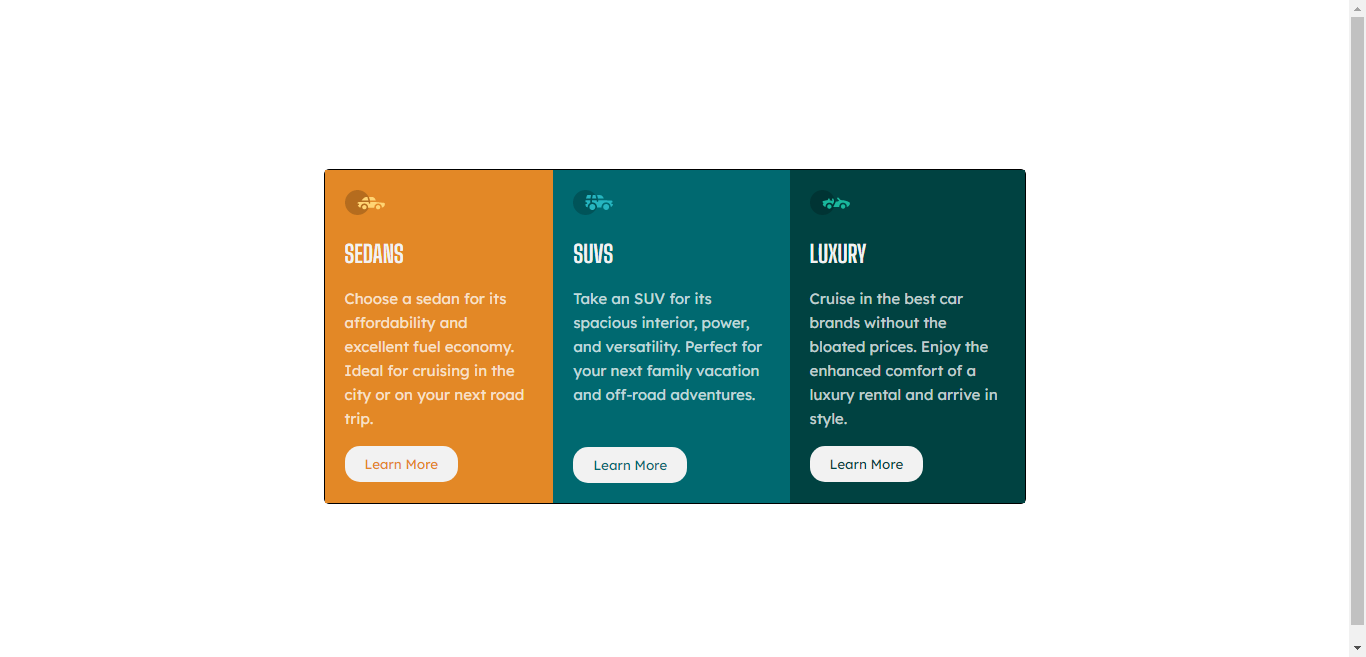 SEDANS
Choose a sedan for its
affordability and
excellent fuel economy.
Ideal for cruising in the
city or on your next road
trip.
Learn More
SUVS
Take an SUV for its
spacious interior, power,
and versatility. Perfect for
your next family vacation
and off-road adventures.
Learn More
LUXURY
Cruise in the best car
brands without the
bloated prices. Enjoy the
enhanced comfort of a
luxury rental and arrive in
style.
Learn More